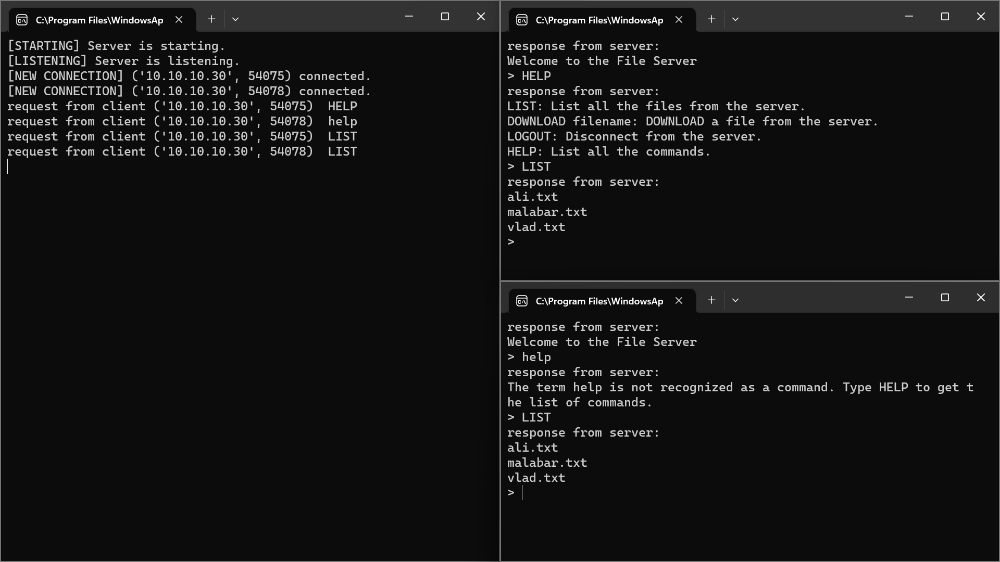 C:\Program Files\WindowsAp
[STARTING] Server is starting.
[LISTENING] Server is listening.
[NEW CONNECTION] ('10.10.10.30', 54075) connected.
[NEW CONNECTION] ('10.10.10.30', 54078) connected.
request from client ('10.10.10.30', 54075)  HELP
request from client ('10.10.10.30', 54078)  help
request from client ('10.10.10.30', 54075)  LIST
request from client ('10.10.10.30', 54078)  LIST
C:\Program Files\WindowsAp
response from server:
Welcome to the File Server
> HELP
response from server:
LIST: List all the files from the server.
DOWNLOAD filename: DOWNLOAD a file from the server.
LOGOUT: Disconnect from the server.
HELP: List all the commands.
> LIST
response from server:
ali.txt
malabar.txt
vlad.txt
>
C:\Program Files\WindowsAp
response from server:
Welcome to the File Server
> help
response from server:
The term help is not recognized as a command. Type HELP to get t
he list of commands.
> LIST
response from server:
ali.txt
malabar.txt
vlad.txt
>